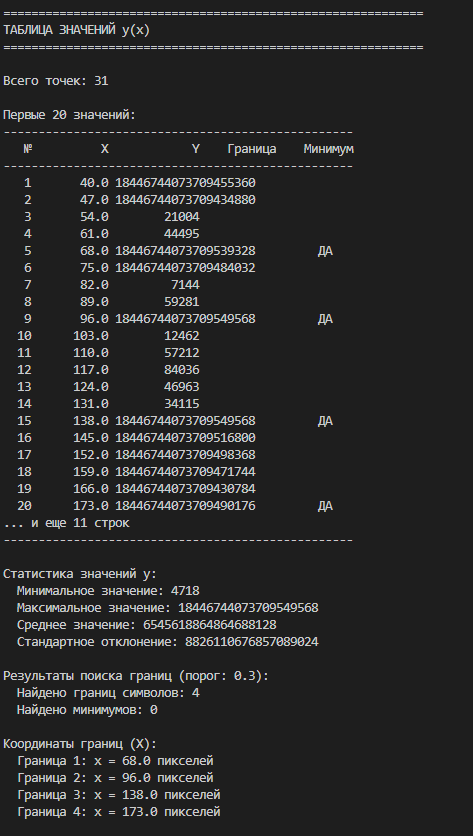 ============================================================
ТАБЛИЦА ЗНАЧЕНИЙ y(x)
============================================================
Всего точек: 31
Первые 20 значений:
--------------------------------------------------
№ X Y Граница Минимум
--------------------------------------------------
1 40.0 18446744073709455360
2 47.0 18446744073709434880
3 54.0 21004
4 61.0 44495
5 68.0 18446744073709539328 ДА
6 75.0 18446744073709484032
7 82.0 7144
8 89.0 59281
9 96.0 18446744073709549568 ДА
10 103.0 12462
11 110.0 57212
12 117.0 84036
13 124.0 46963
14 131.0 34115
15 138.0 18446744073709549568 ДА
16 145.0 18446744073709516800
17 152.0 18446744073709498368
18 159.0 18446744073709471744
19 166.0 18446744073709430784
20 173.0 18446744073709490176 ДА
... и еще 11 строк
--------------------------------------------------
Статистика значений y:
Минимальное значение: 4718
Максимальное значение: 18446744073709549568
Среднее значение: 6545618864864688128
Стандартное отклонение: 8826110676857089024
Результаты поиска границ (порог: 0.3):
Найдено границ символов: 4
Найдено минимумов: 0
Координаты границ (X):
Граница 1: x = 68.0 пикселей
Граница 2: x = 96.0 пикселей
Граница 3: x = 138.0 пикселей
Граница 4: x = 173.0 пикселей